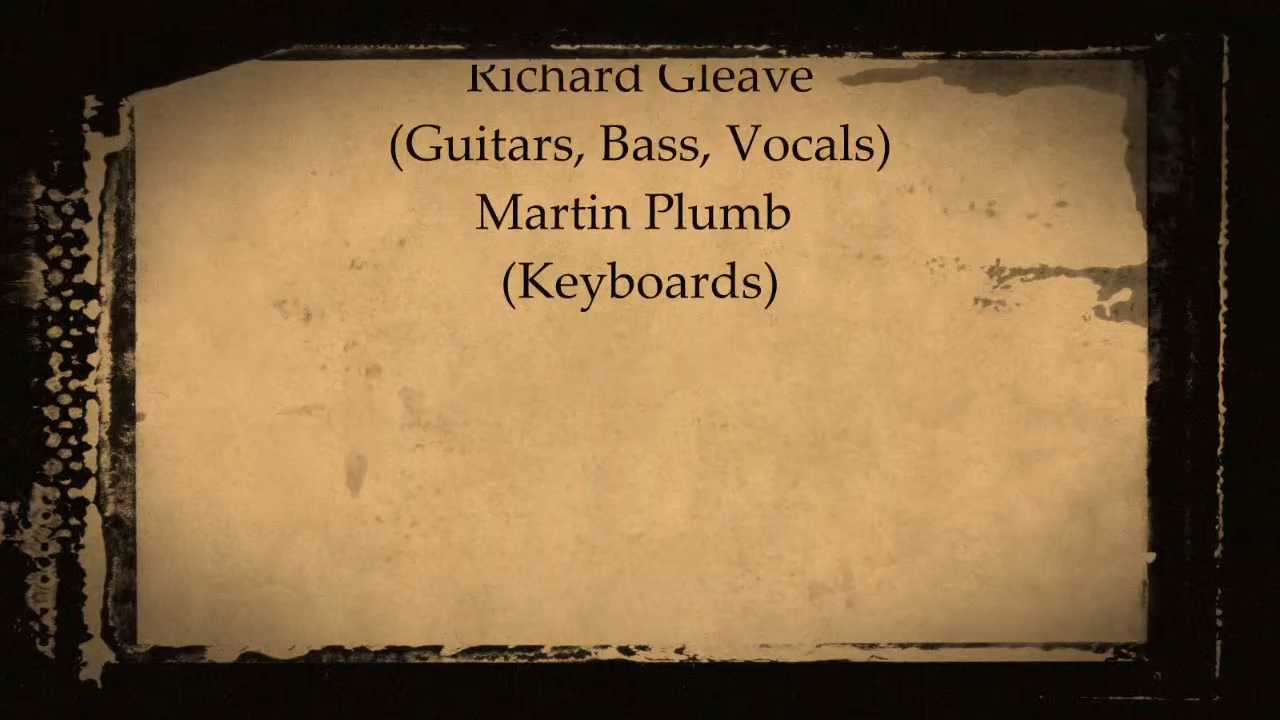 Richard Gleave
(Guitars, Bass, Vocals)
Martin Plumb
(Keyboards)